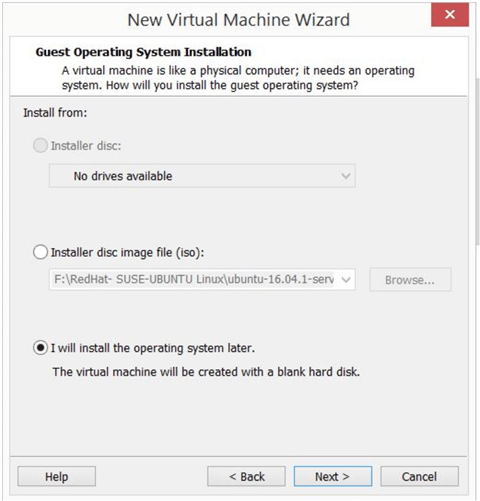 New Virtual Machine Wizard
Guest Operating System Installation
A virtual machine is like a physical computer; it needs an operating
system. How will you install the guest operating system?
Install from:
Installer disc:
No drives available
Installer disc image file (iso):
F:\RedHat- SUSE-UBUNTU Linux\ubuntu-16.04.1-serv
Browse...
I will install the operating system later.
The virtual machine will be created with a blank hard disk.
Help
< Back
Next >
Cancel